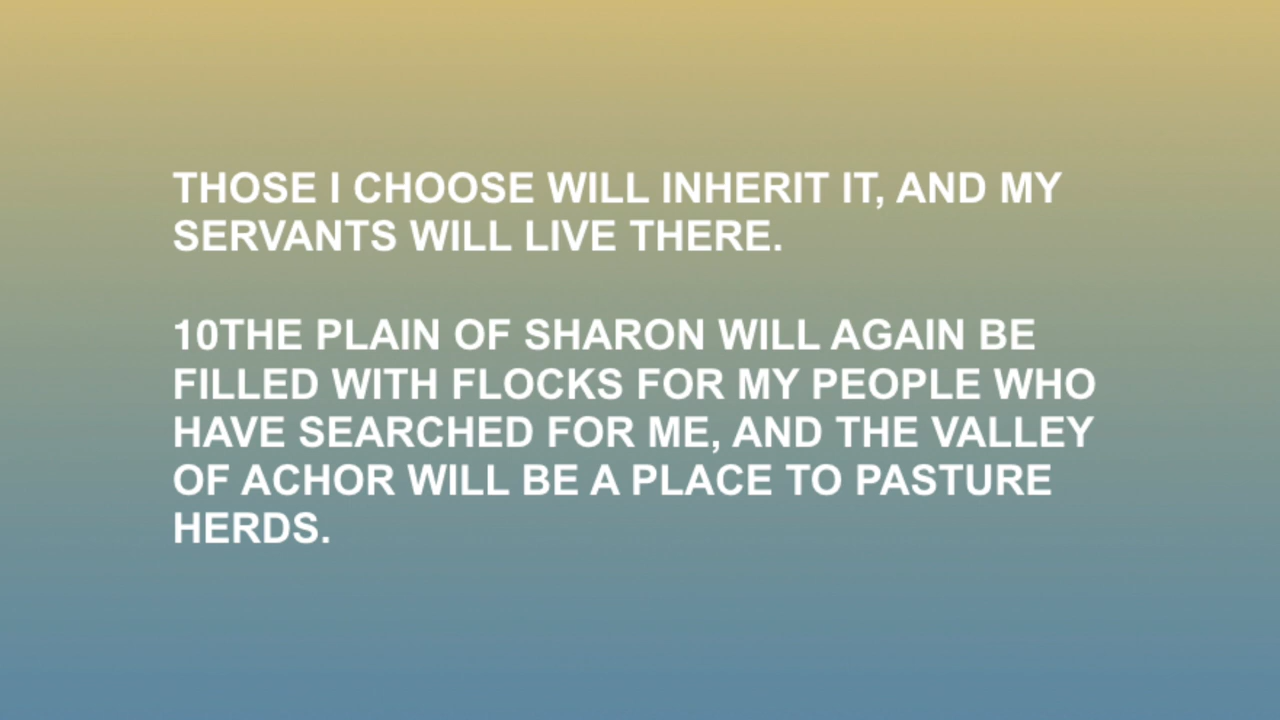 THOSE I CHOOSE WILL INHERIT IT, AND MY
SERVANTS WILL LIVE THERE.
10THE PLAIN OF SHARON WILL AGAIN BE
FILLED WITH FLOCKS FOR MY PEOPLE WHO
HAVE SEARCHED FOR ME, AND THE VALLEY
OF ACHOR WILL BE A PLACE TO PASTURE
HERDS.